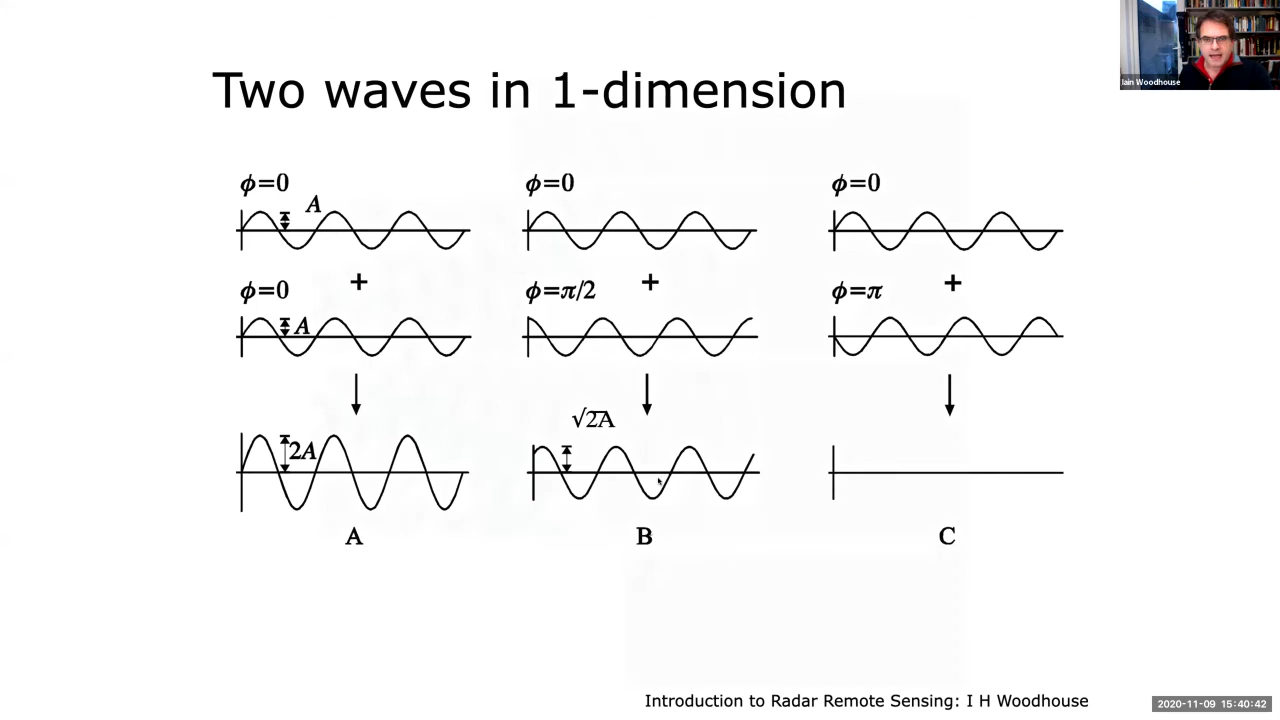 Iain Woodhouse
Two waves in 1-dimension
ϕ=0
A
ϕ=0
ϕ=0
+
+
+
ϕ=0
A
ϕ=π/2
ϕ=π
√2A
2A
A
B
C
Introduction to Radar Remote Sensing: I H Woodhouse
2020-11-09 15:40:42